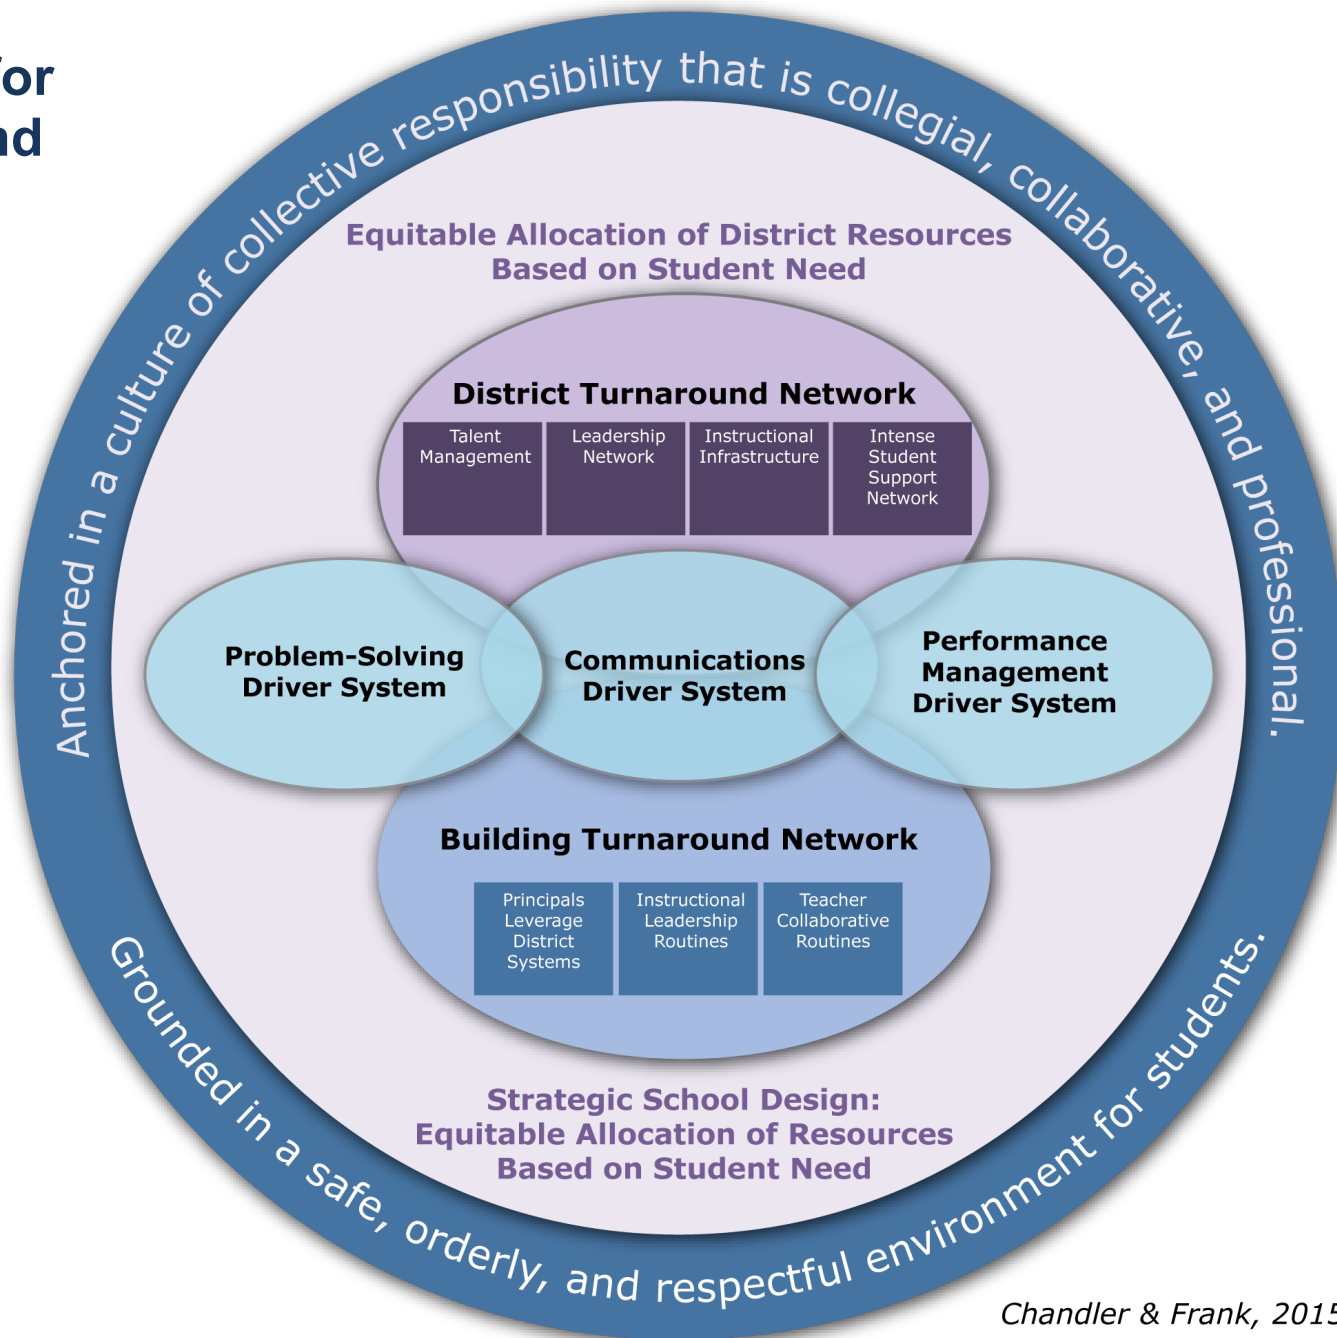 for
nd
Anchored in a culture of collective responsibility that is collegial, collaborative, and professional.
Equitable Allocation of District Resources
Based on Student Need
District Turnaround Network
Talent
Management
Leadership
Network
Instructional
Infrastructure
Intense
Student
Support
Network
Problem-Solving
Driver System
Communications
Driver System
Performance
Management
Driver System
Building Turnaround Network
Principals
Leverage
District
Systems
Instructional
Leadership
Routines
Teacher
Collaborative
Routines
Strategic School Design:
Equitable Allocation of Resources
Based on Student Need
Grounded in a safe, orderly, and respectful environment for students.
Chandler & Frank, 2015